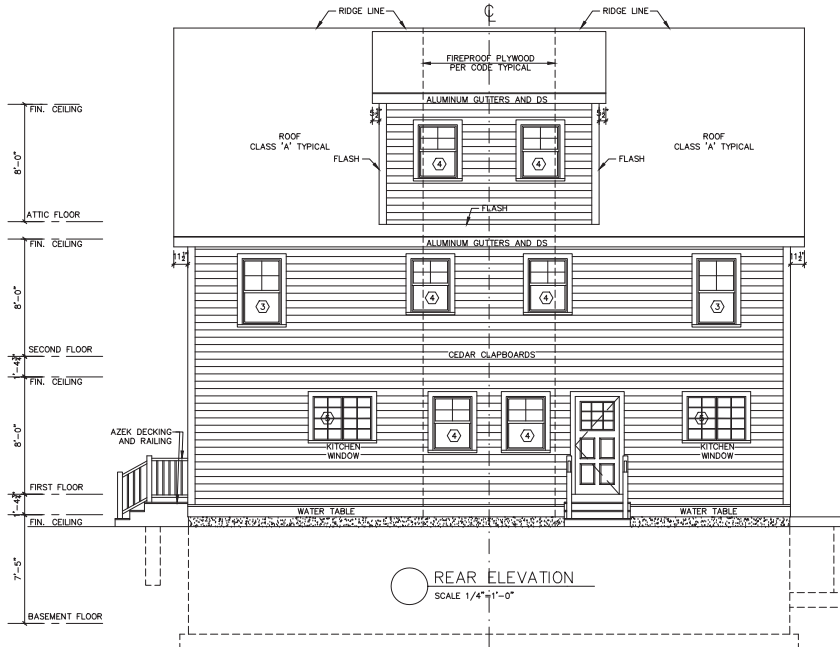 RIDGE LINE
℄
RIDGE LINE
FIREPROOF PLYWOOD
PER CODE TYPICAL
ALUMINUM GUTTERS AND DS
FIN. CEILING
8'-0"
ROOF
CLASS 'A' TYPICAL
ROOF
CLASS 'A' TYPICAL
FLASH
4
4
FLASH
FLASH
ATTIC FLOOR
FIN. CEILING
ALUMINUM GUTTERS AND DS
11½"
11½"
8'-0"
3
4
4
3
SECOND FLOOR
CEDAR CLAPBOARDS
FIN. CEILING
8'-0"
AZEK DECKING
AND RAILING
4
4
KITCHEN
WINDOW
KITCHEN
WINDOW
FIRST FLOOR
WATER TABLE
WATER TABLE
FIN. CEILING
7'-5"
REAR ELEVATION
SCALE 1/4"=1'-0"
BASEMENT FLOOR